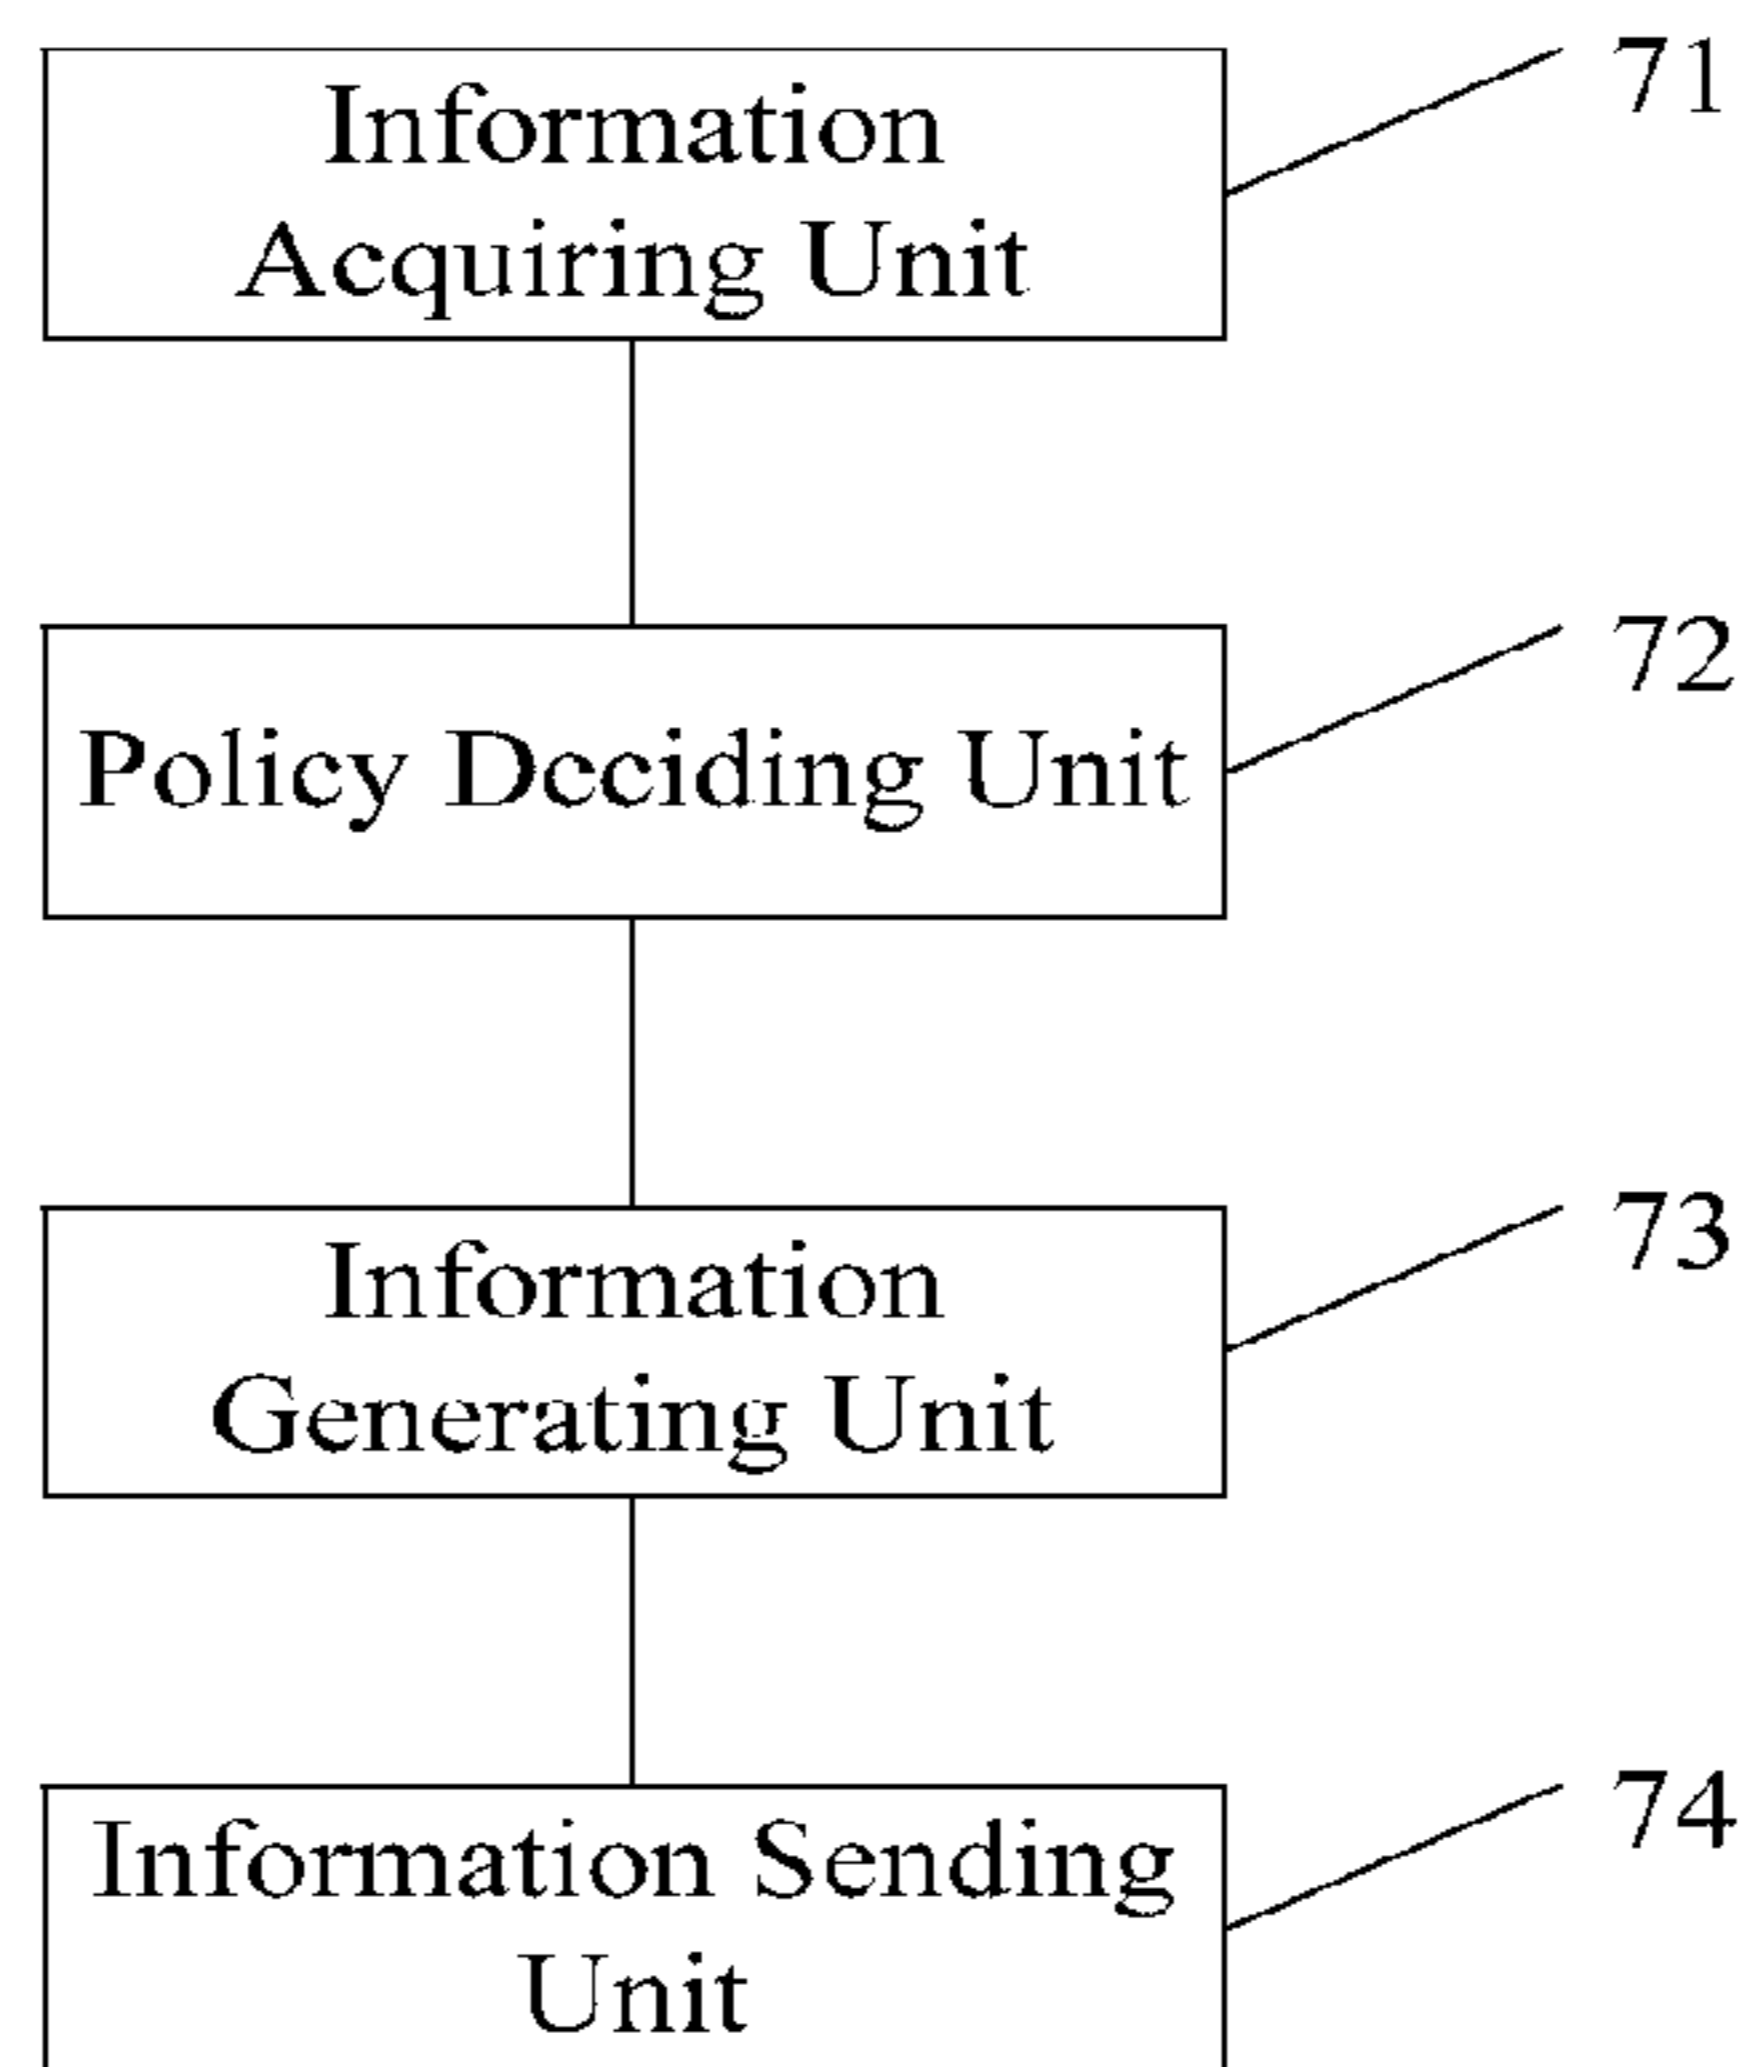 Information
Acquiring Unit
71
Policy Deciding Unit
72
Information
Generating Unit
73
Information Sending
Unit
74